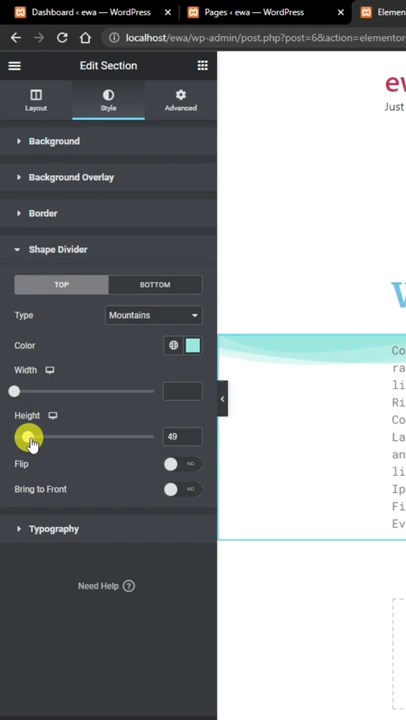 Dashboard ‹ ewa — WordPress
Pages ‹ ewa — WordPress
Elemen
localhost/ewa/wp-admin/post.php?post=6&action=elementor
Edit Section
ew
Just
Layout
Style
Advanced
Background
Background Overlay
Border
Shape Divider
TOP
BOTTOM
Type
Mountains
Color
Width
Height
49
Flip
NO
Bring to Front
NO
Typography
Need Help ?
W
Co
ra
li
Ri
Co
La
an
li
Ip
Fi
Ev